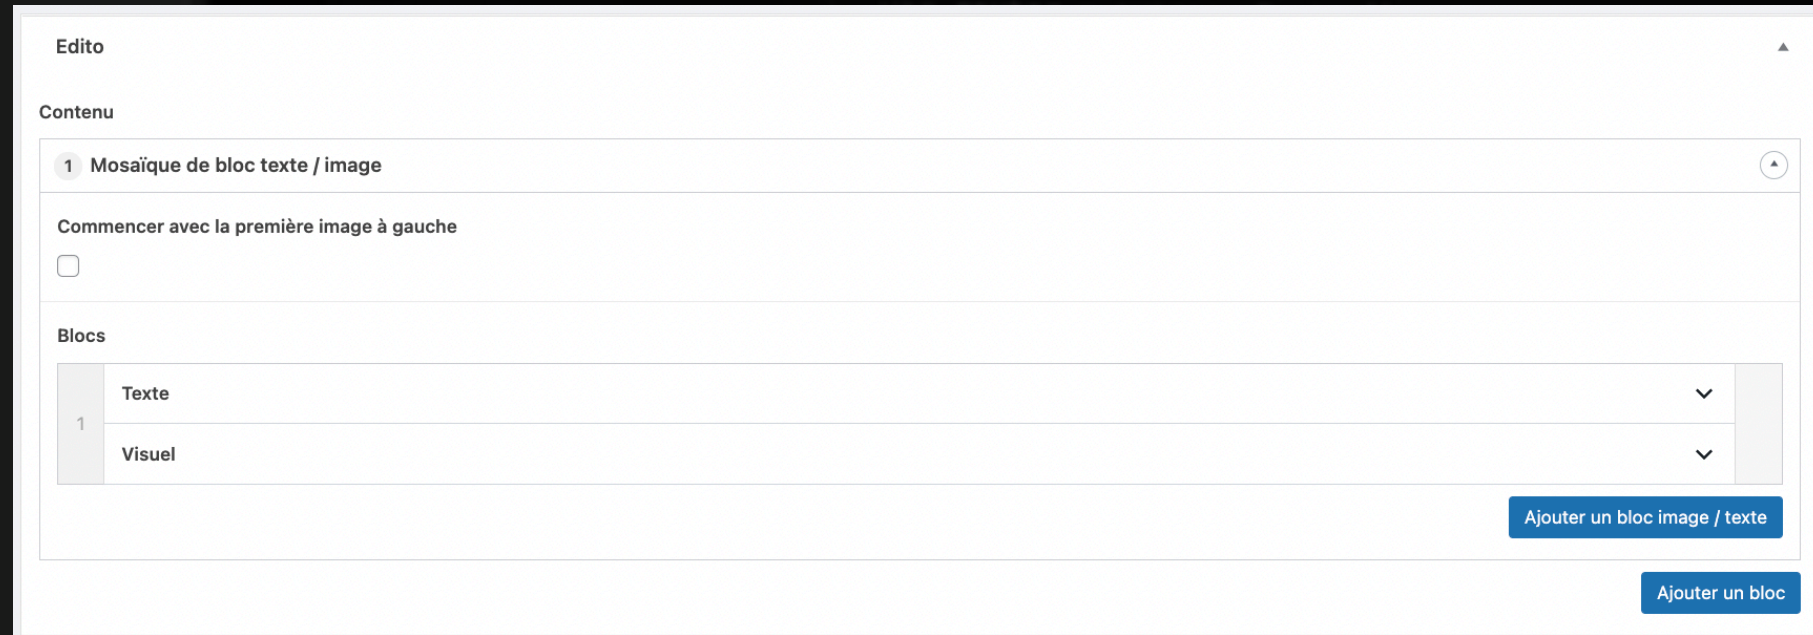 Edito
Contenu
1 Mosaïque de bloc texte / image
Commencer avec la première image à gauche
Blocs
1
Texte
Visuel
Ajouter un bloc image / texte
Ajouter un bloc